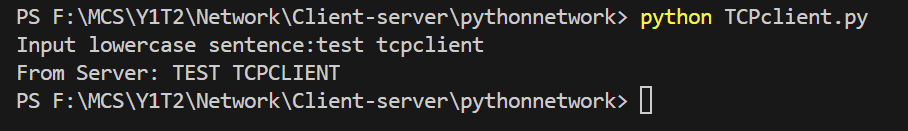 PS F:\MCS\Y1T2\Network\Client-server\pythonnetwork> python TCPclient.py
Input lowercase sentence:test tcpclient
From Server: TEST TCPCLIENT
PS F:\MCS\Y1T2\Network\Client-server\pythonnetwork>